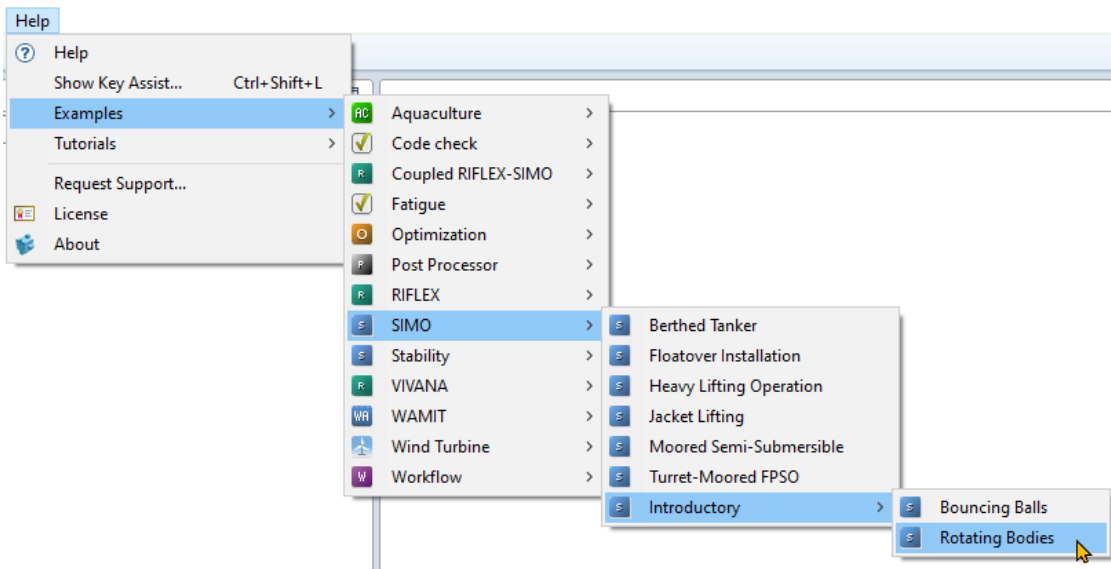 Help
Help
Show Key Assist... Ctrl+Shift+L
Examples
Tutorials
Request Support...
License
About
AC Aquaculture
Code check
R Coupled RIFLEX-SIMO
Fatigue
O Optimization
P Post Processor
R RIFLEX
S SIMO
S Stability
R VIVANA
WA WAMIT
Wind Turbine
W Workflow
S Berthed Tanker
S Floatover Installation
S Heavy Lifting Operation
S Jacket Lifting
S Moored Semi-Submersible
S Turret-Moored FPSO
S Introductory
S Bouncing Balls
S Rotating Bodies